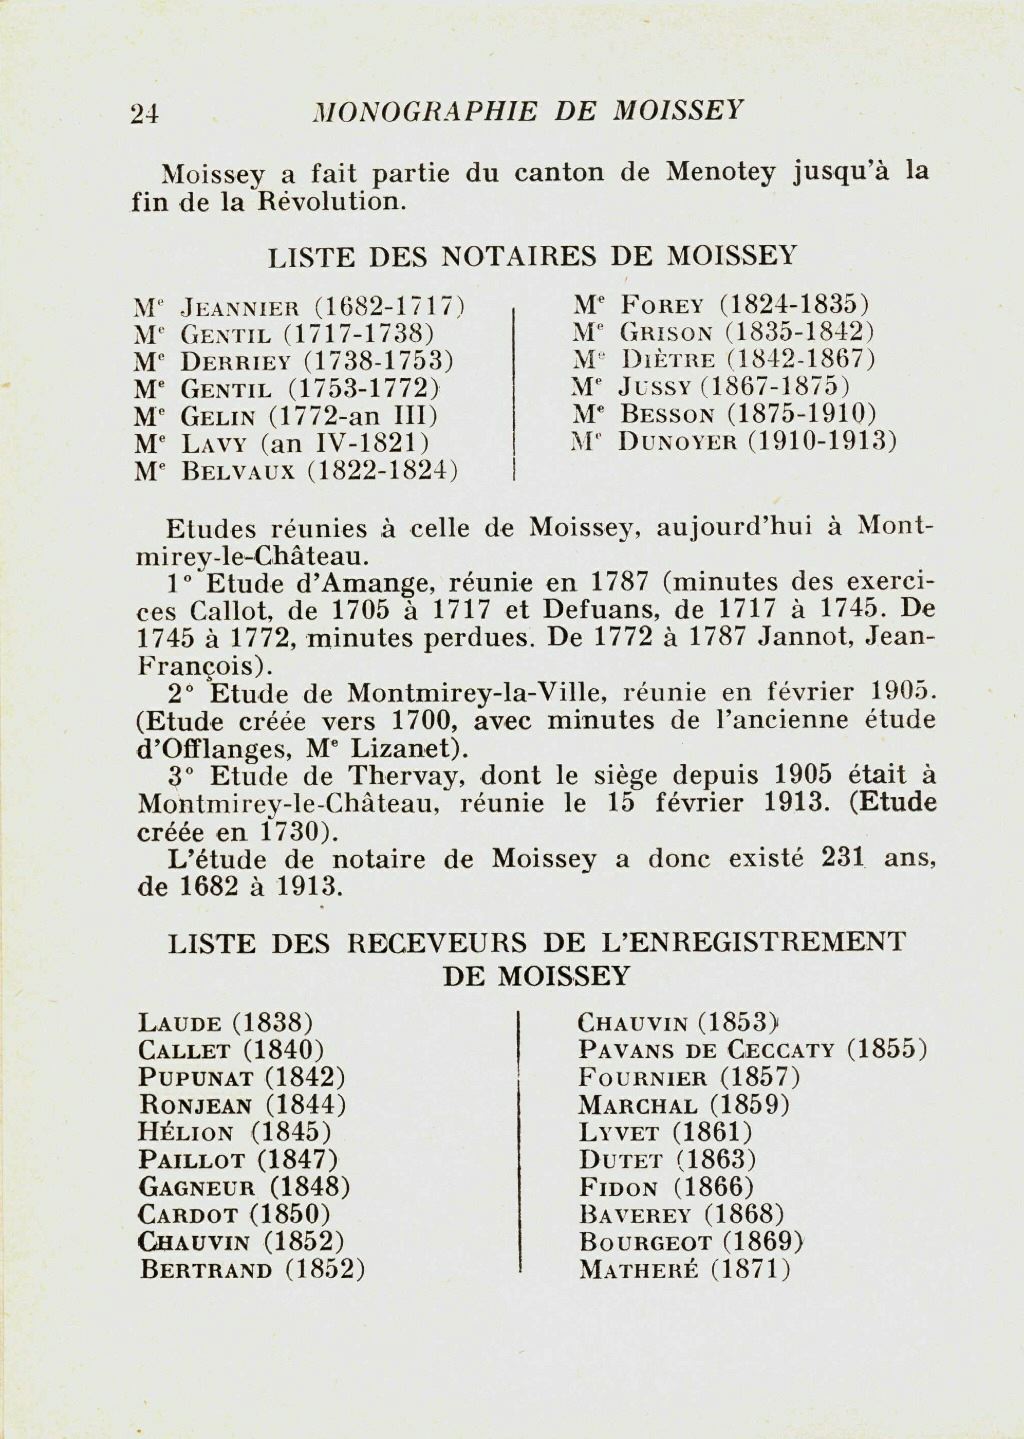 24 MONOGRAPHIE DE MOISSEY
Moissey a fait partie du canton de Menotey jusqu'à la
fin de la Révolution.
LISTE DES NOTAIRES DE MOISSEY
Mᵉ JEANNIER (1682-1717)
Mᵉ GENTIL (1717-1738)
Mᵉ DERRIEY (1738-1753)
Mᵉ GENTIL (1753-1772)
Mᵉ GELIN (1772-an III)
Mᵉ LAVY (an IV-1821)
Mᵉ BELVAUX (1822-1824)
Mᵉ FOREY (1824-1835)
Mᵉ GRISON (1835-1842)
Mᵉ DIÈTRE (1842-1867)
Mᵉ JUSSY (1867-1875)
Mᵉ BESSON (1875-1910)
Mᵉ DUNOYER (1910-1913)
Etudes réunies à celle de Moissey, aujourd'hui à Mont-
mirey-le-Château.
1° Etude d'Amange, réunie en 1787 (minutes des exerci-
ces Callot, de 1705 à 1717 et Defuans, de 1717 à 1745. De
1745 à 1772, minutes perdues. De 1772 à 1787 Jannot, Jean-
François).
2° Etude de Montmirey-la-Ville, réunie en février 1905.
(Etude créée vers 1700, avec minutes de l'ancienne étude
d'Offlanges, Mᵉ Lizanet).
3° Etude de Thervay, dont le siège depuis 1905 était à
Montmirey-le-Château, réunie le 15 février 1913. (Etude
créée en 1730).
L'étude de notaire de Moissey a donc existé 231 ans,
de 1682 à 1913.
LISTE DES RECEVEURS DE L'ENREGISTREMENT
DE MOISSEY
LAUDE (1838)
CALLET (1840)
PUPUNAT (1842)
RONJEAN (1844)
HÉLION (1845)
PAILLOT (1847)
GAGNEUR (1848)
CARDOT (1850)
CHAUVIN (1852)
BERTRAND (1852)
CHAUVIN (1853)
PAVANS DE CECCATY (1855)
FOURNIER (1857)
MARCHAL (1859)
LYVET (1861)
DUTET (1863)
FIDON (1866)
BAVEREY (1868)
BOURGEOT (1869)
MATHERÉ (1871)